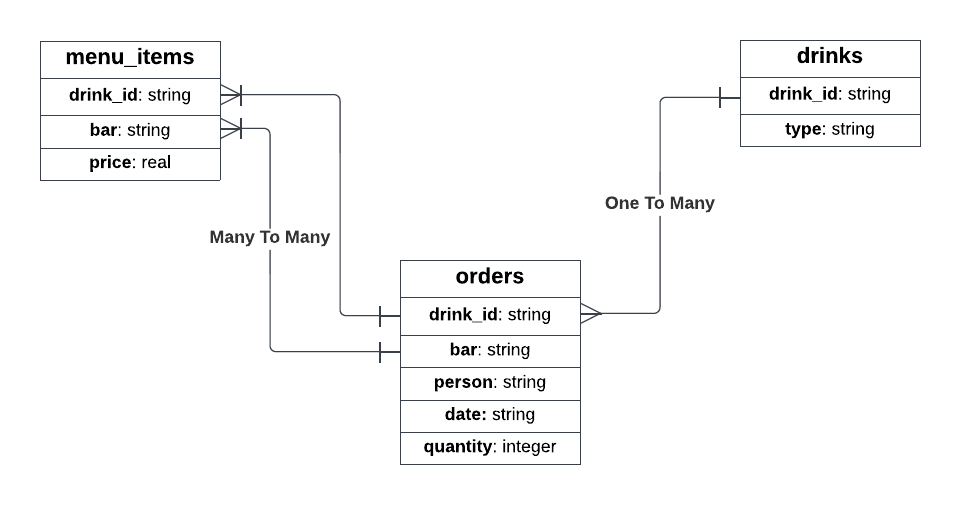 menu_items
drink_id: string
bar: string
price: real
drinks
drink_id: string
type: string
One To Many
Many To Many
orders
drink_id: string
bar: string
person: string
date: string
quantity: integer